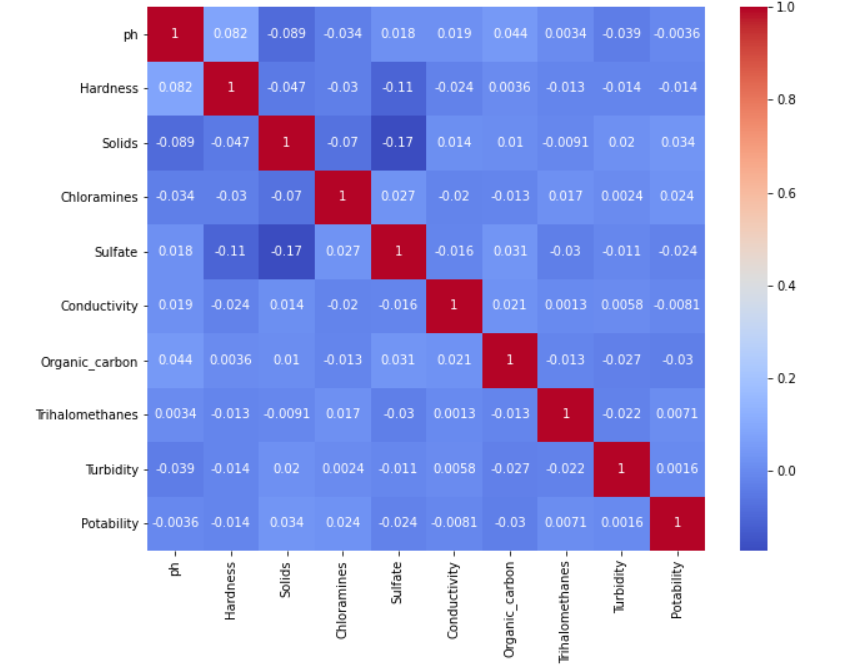 ph 1 0.082 -0.089 -0.034 0.018 0.019 0.044 0.0034 -0.039 -0.0036
Hardness 0.082 1 -0.047 -0.03 -0.11 -0.024 0.0036 -0.013 -0.014 -0.014
Solids -0.089 -0.047 1 -0.07 -0.17 0.014 0.01 -0.0091 0.02 0.034
Chloramines -0.034 -0.03 -0.07 1 0.027 -0.02 -0.013 0.017 0.0024 0.024
Sulfate 0.018 -0.11 -0.17 0.027 1 -0.016 0.031 -0.03 -0.011 -0.024
Conductivity 0.019 -0.024 0.014 -0.02 -0.016 1 0.021 0.0013 0.0058 -0.0081
Organic_carbon 0.044 0.0036 0.01 -0.013 0.031 0.021 1 -0.013 -0.027 -0.03
Trihalomethanes 0.0034 -0.013 -0.0091 0.017 -0.03 0.0013 -0.013 1 -0.022 0.0071
Turbidity -0.039 -0.014 0.02 0.0024 -0.011 0.0058 -0.027 -0.022 1 0.0016
Potability -0.0036 -0.014 0.034 0.024 -0.024 -0.0081 -0.03 0.0071 0.0016 1
ph
Hardness
Solids
Chloramines
Sulfate
Conductivity
Organic_carbon
Trihalomethanes
Turbidity
Potability
1.0
0.8
0.6
0.4
0.2
0.0